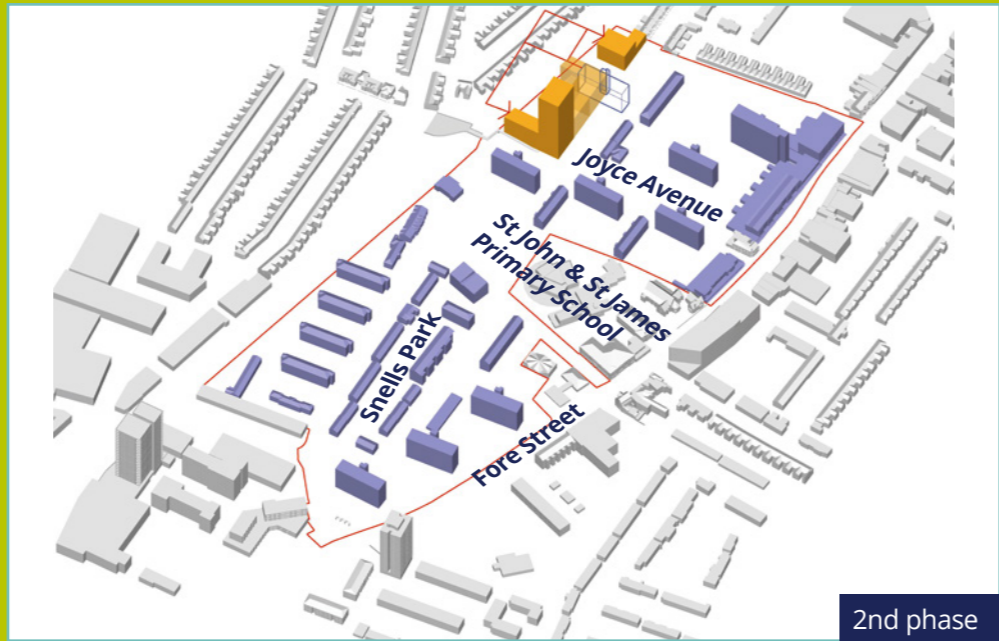 Joyce Avenue
St John & St James
Primary School
Snells Park
Fore Street
2nd phase